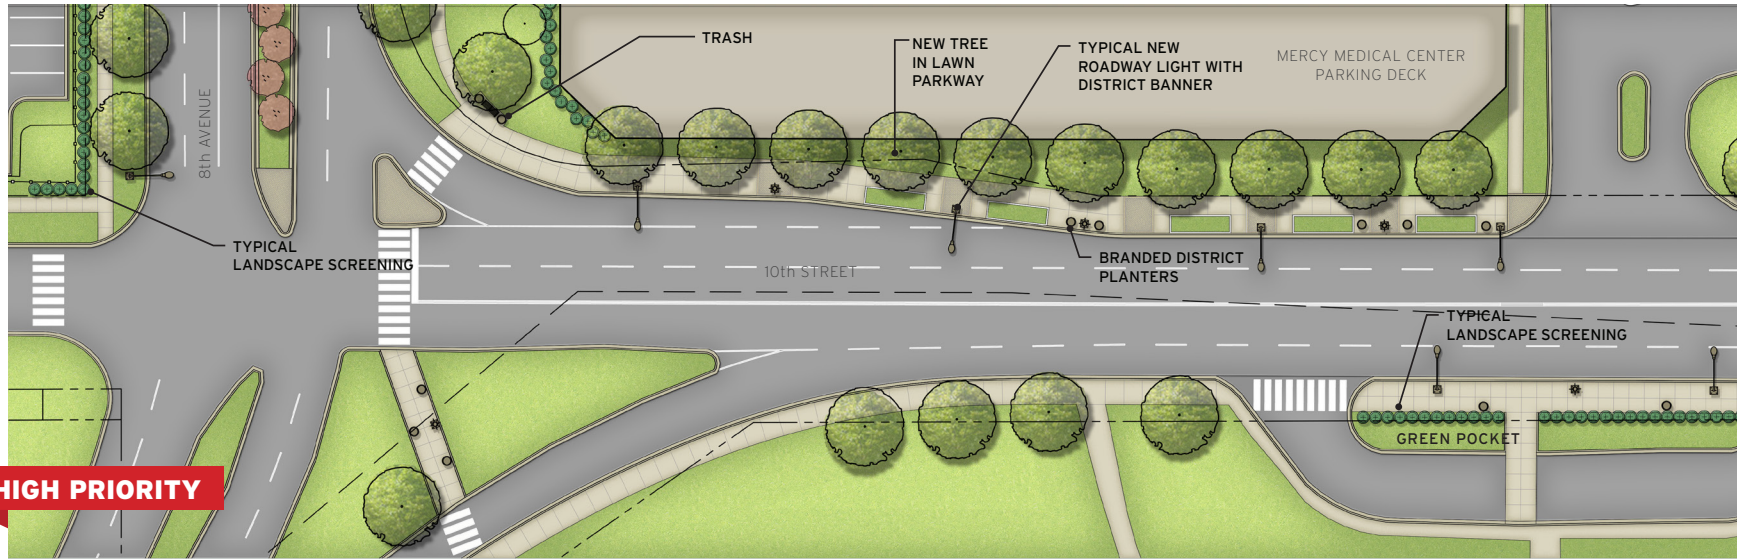 TRASH
NEW TREE
IN LAWN
PARKWAY
TYPICAL NEW
ROADWAY LIGHT WITH
DISTRICT BANNER
MERCY MEDICAL CENTER
PARKING DECK
8th AVENUE
TYPICAL
LANDSCAPE SCREENING
10th STREET
BRANDED DISTRICT
PLANTERS
TYPICAL
LANDSCAPE SCREENING
GREEN POCKET
HIGH PRIORITY